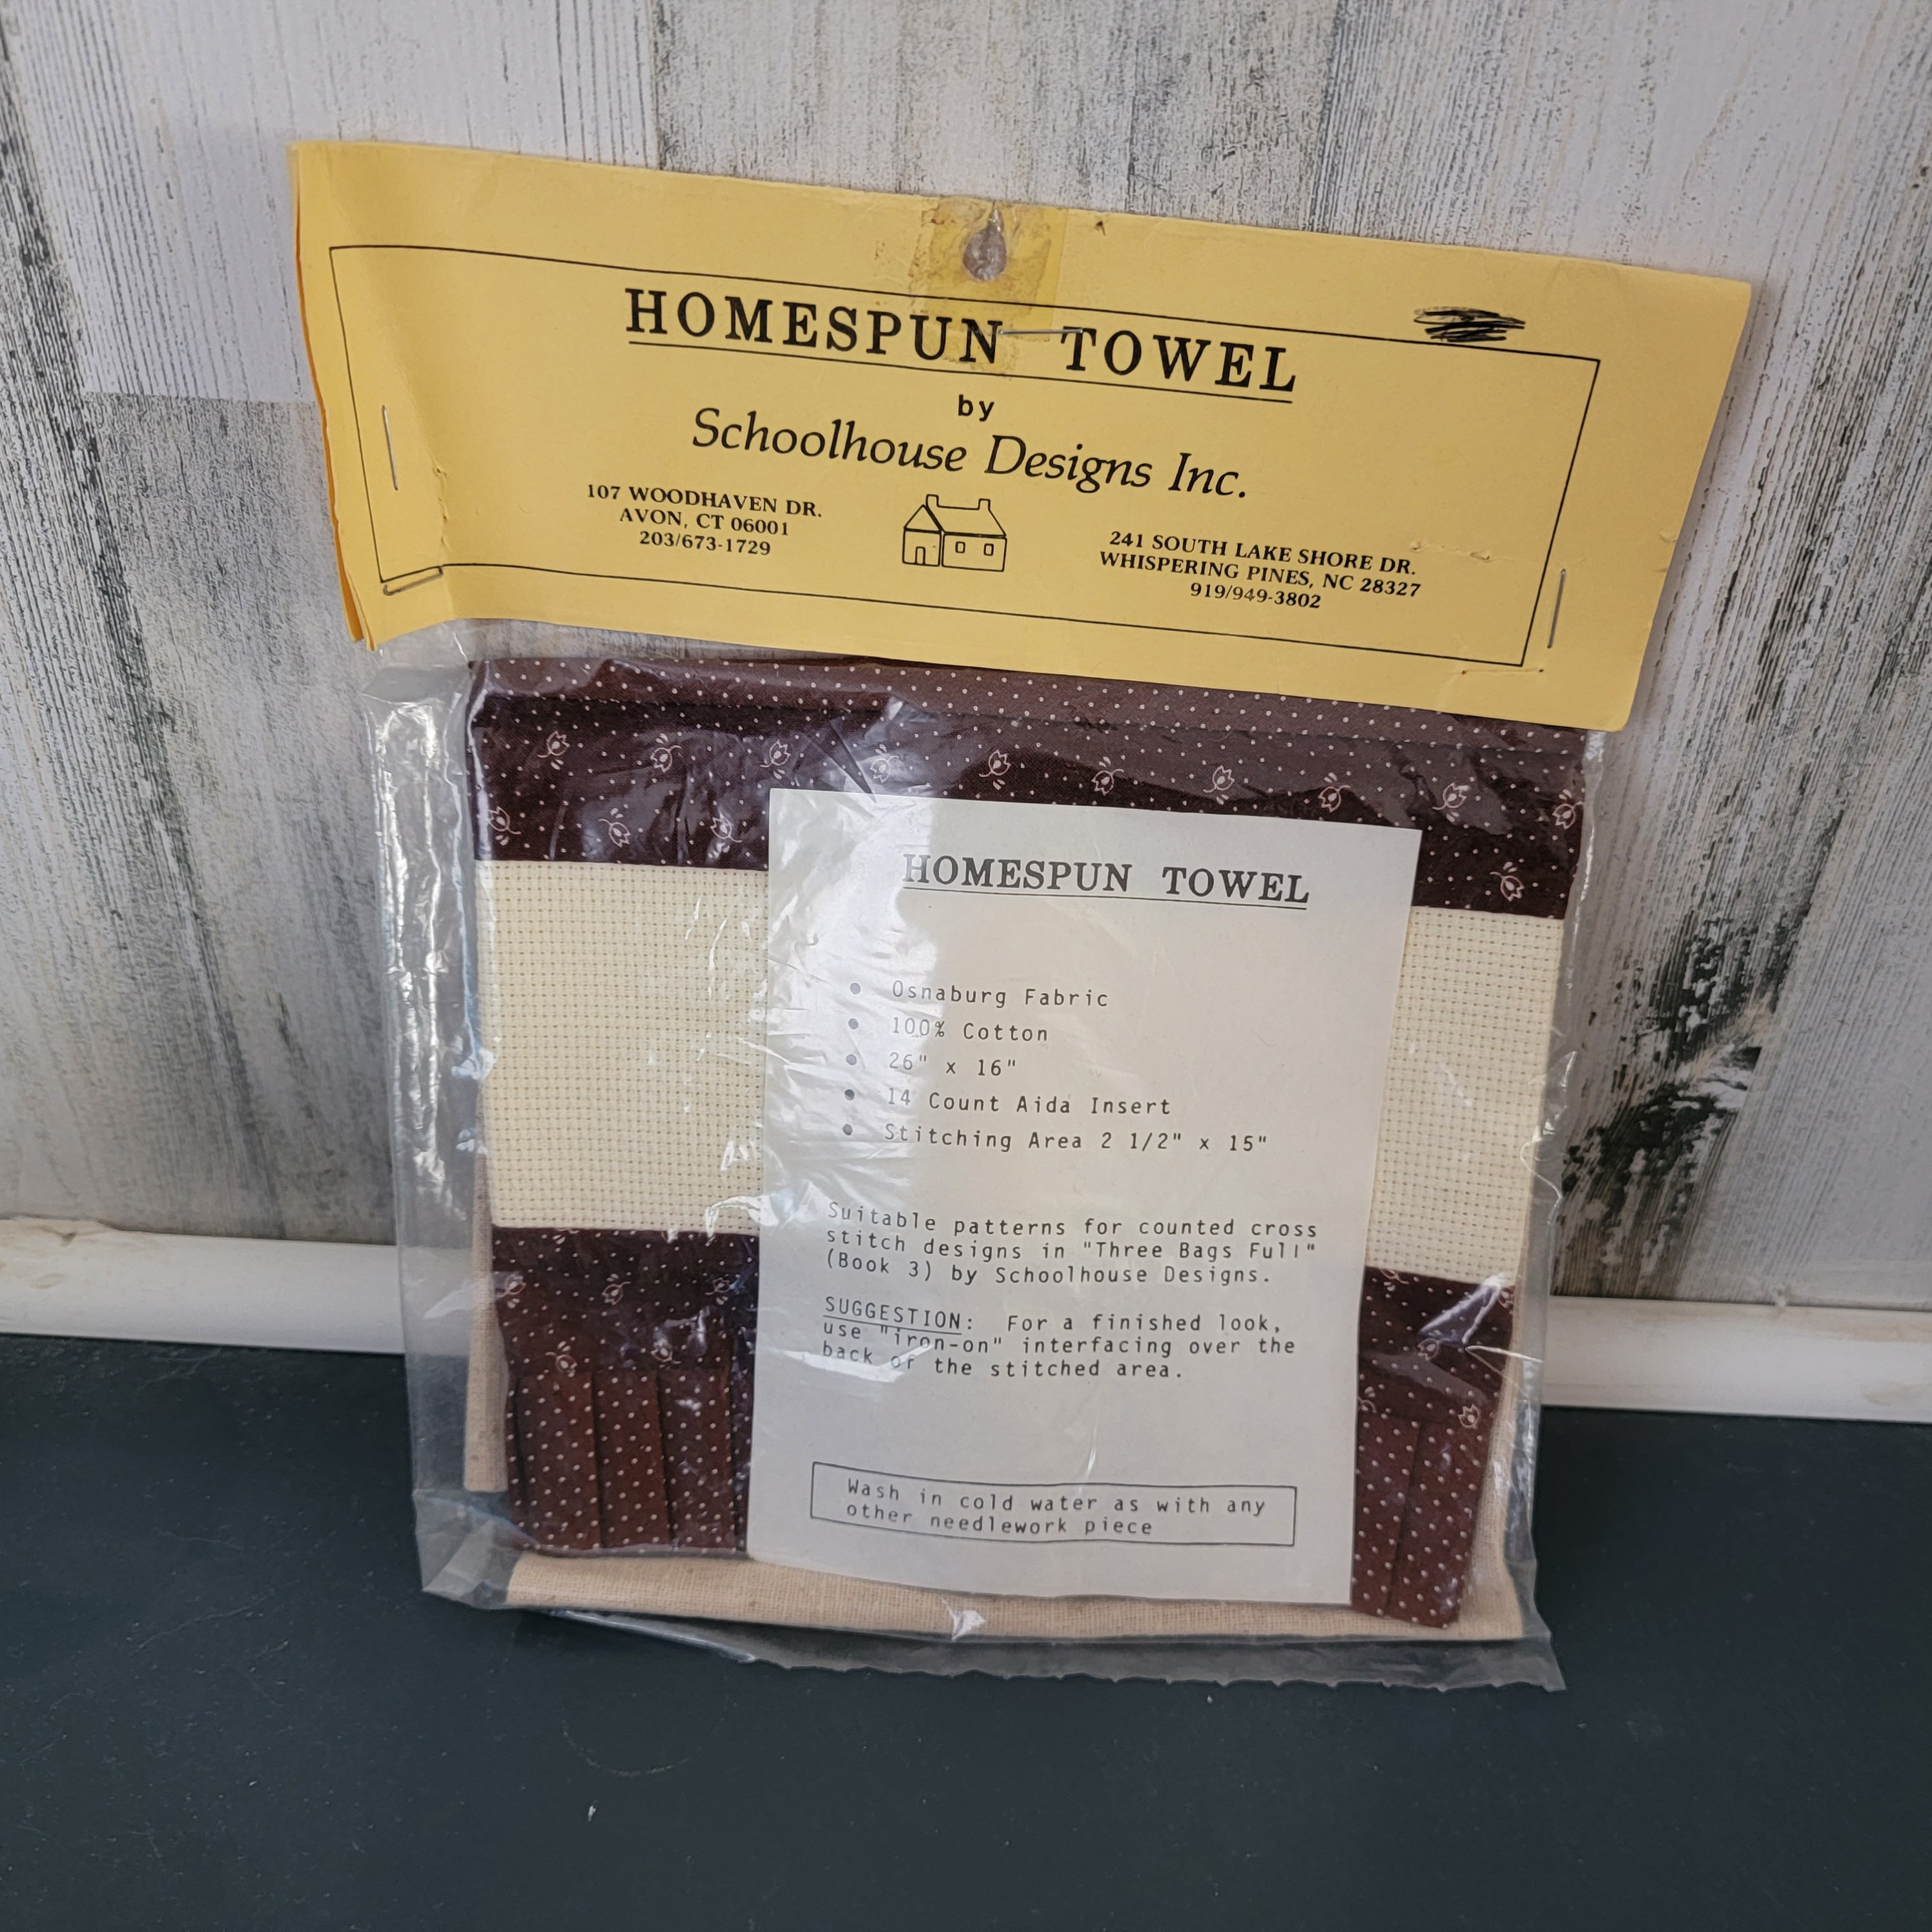 HOMESPUN TOWEL
by
Schoolhouse Designs Inc.
107 WOODHAVEN DR.
AVON, CT 06001
203/673-1729
241 SOUTH LAKE SHORE DR.
WHISPERING PINES, NC 28327
919/949-3802
HOMESPUN TOWEL
• Osnaburg Fabric
• 100% Cotton
• 26" x 16"
• 14 Count Aida Insert
• Stitching Area 2 1/2" x 15"
Suitable patterns for counted cross
stitch designs in "Three Bags Full"
(Book 3) by Schoolhouse Designs.
SUGGESTION: For a finished look,
use "iron-on" interfacing over the
back of the stitched area.
Wash in cold water as with any
other needlework piece